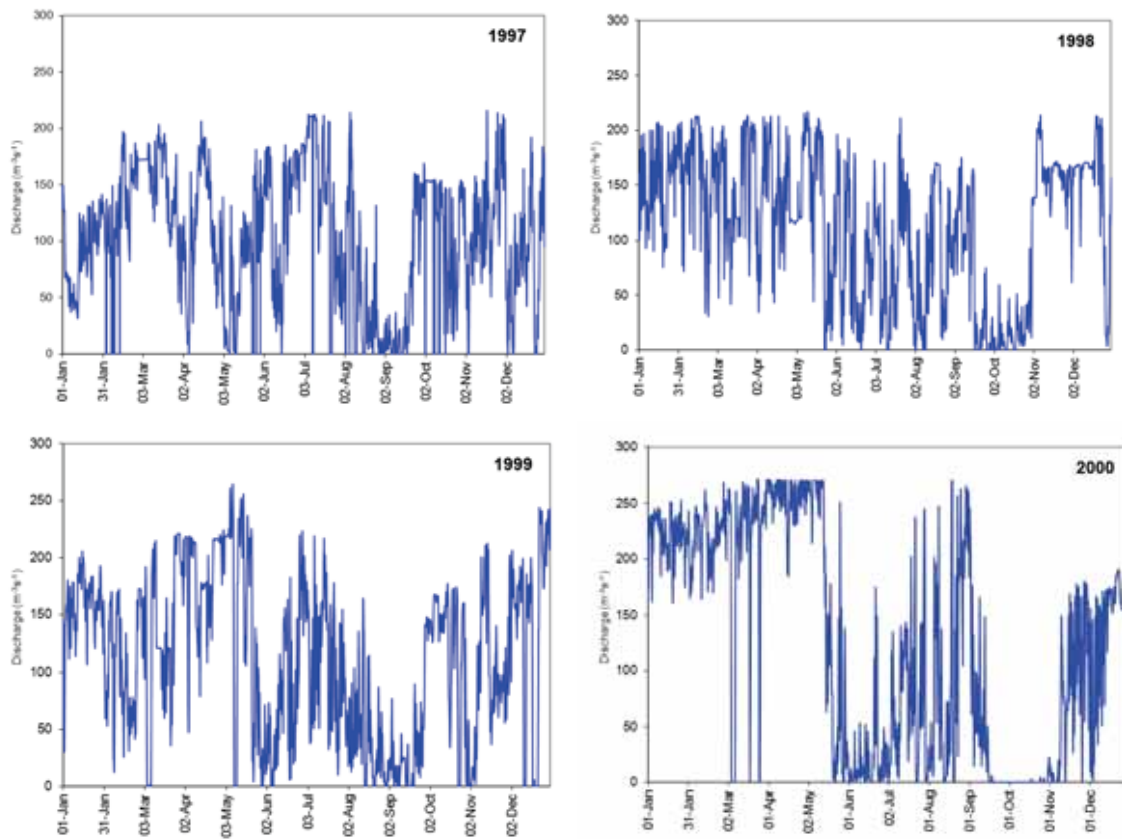 1997
Discharge (m⁻³s⁻¹)
300
250
200
150
100
50
0
01-Jan
31-Jan
03-Mar
02-Apr
03-May
02-Jun
03-Jul
02-Aug
02-Sep
02-Oct
02-Nov
02-Dec
1998
Discharge (m⁻³s⁻¹)
300
250
200
150
100
50
0
01-Jan
31-Jan
03-Mar
02-Apr
03-May
02-Jun
03-Jul
02-Aug
02-Sep
02-Oct
02-Nov
02-Dec
1999
Discharge (m⁻³s⁻¹)
300
250
200
150
100
50
0
01-Jan
31-Jan
03-Mar
02-Apr
03-May
02-Jun
03-Jul
02-Aug
02-Sep
02-Oct
02-Nov
02-Dec
2000
Discharge (m⁻³s⁻¹)
300
250
200
150
100
50
0
01-Jan
31-Jan
02-Mar
01-Apr
02-May
01-Jun
02-Jul
01-Aug
01-Sep
01-Oct
01-Nov
01-Dec